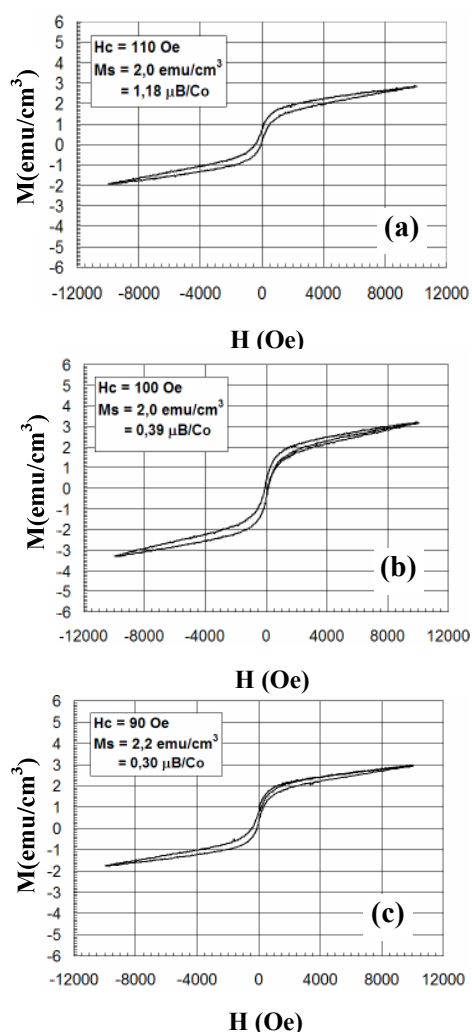 6
5
4
3
2
1
0
-1
-2
-3
-4
-5
-6
M(emu/cm³)
Hc = 110 Oe
Ms = 2,0 emu/cm³
= 1,18 µB/Co
(a)
-12000 -8000 -4000 0 4000 8000 12000
H (Oe)
6
5
4
3
2
1
0
-1
-2
-3
-4
-5
-6
M(emu/cm³)
Hc = 100 Oe
Ms = 2,0 emu/cm³
= 0,39 µB/Co
(b)
-12000 -8000 -4000 0 4000 8000 12000
H (Oe)
6
5
4
3
2
1
0
-1
-2
-3
-4
-5
-6
M(emu/cm³)
Hc = 90 Oe
Ms = 2,2 emu/cm³
= 0,30 µB/Co
(c)
-12000 -8000 -4000 0 4000 8000 12000
H (Oe)